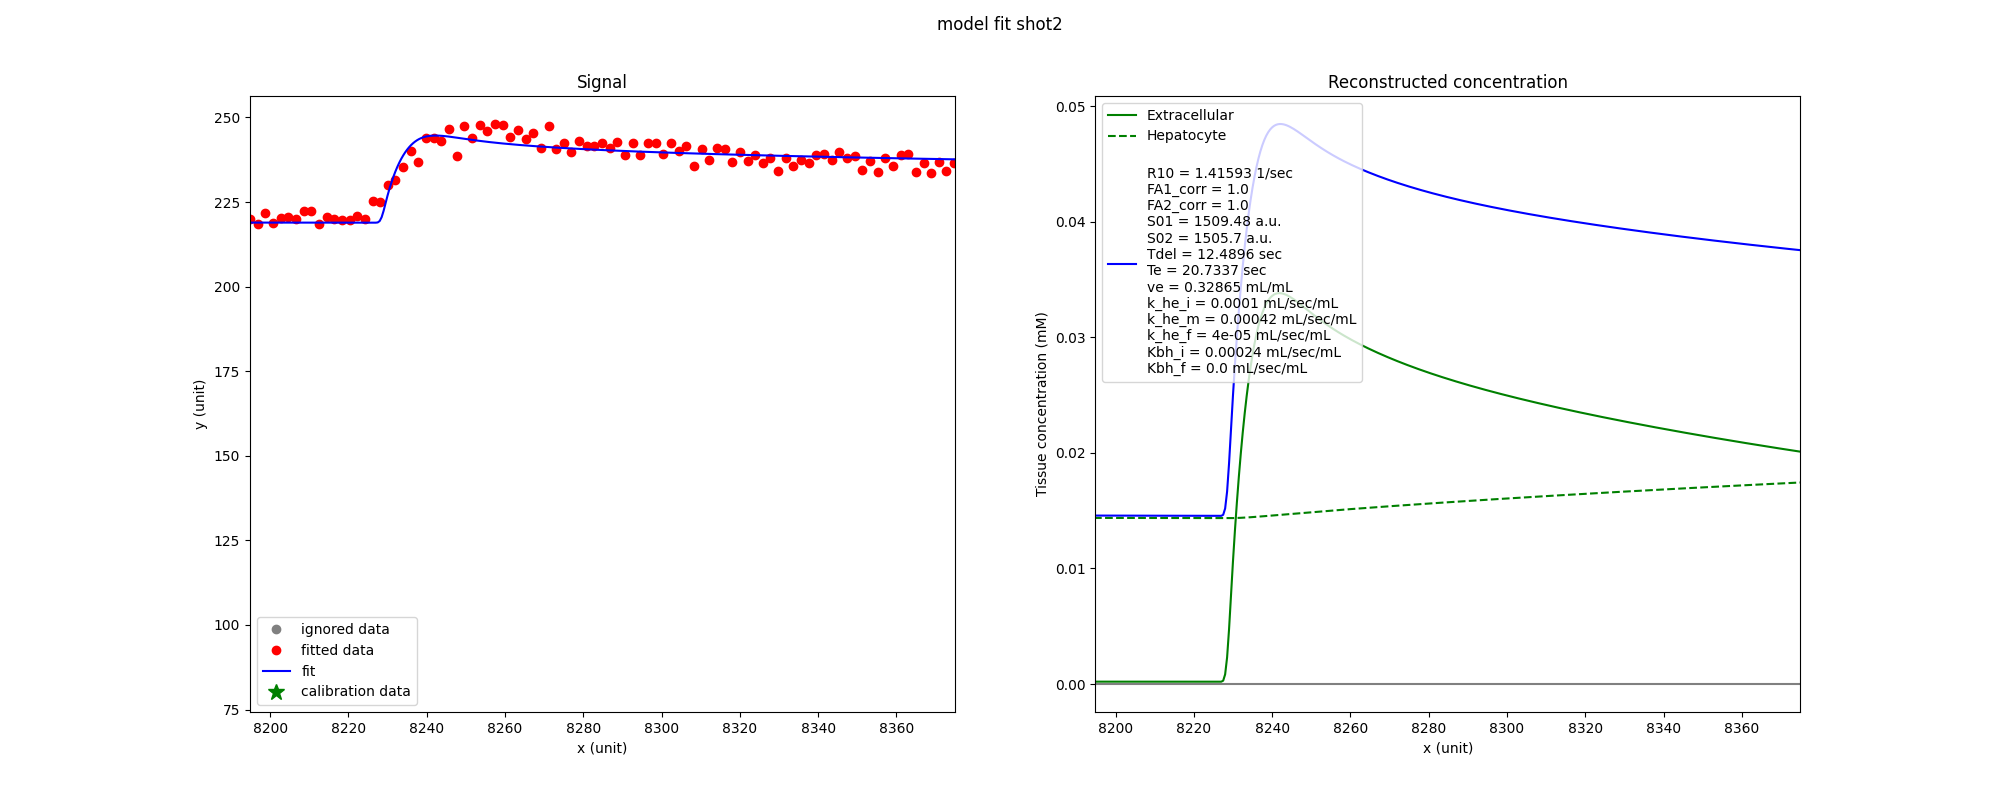 model fit shot2
Signal
250
225
200
175
150
125
100
75
y (unit)
ignored data
fitted data
fit
calibration data
8200 8220 8240 8260 8280 8300 8320 8340 8360
x (unit)
Reconstructed concentration
0.05
0.04
0.03
0.02
0.01
0.00
Tissue concentration (mM)
Extracellular
Hepatocyte
R10 = 1.41593 1/sec
FA1_corr = 1.0
FA2_corr = 1.0
S01 = 1509.48 a.u.
S02 = 1505.7 a.u.
Tdel = 12.4896 sec
Te = 20.7337 sec
ve = 0.32865 mL/mL
k_he_i = 0.0001 mL/sec/mL
k_he_m = 0.00042 mL/sec/mL
k_he_f = 4e-05 mL/sec/mL
Kbh_i = 0.00024 mL/sec/mL
Kbh_f = 0.0 mL/sec/mL
8200 8220 8240 8260 8280 8300 8320 8340 8360
x (unit)